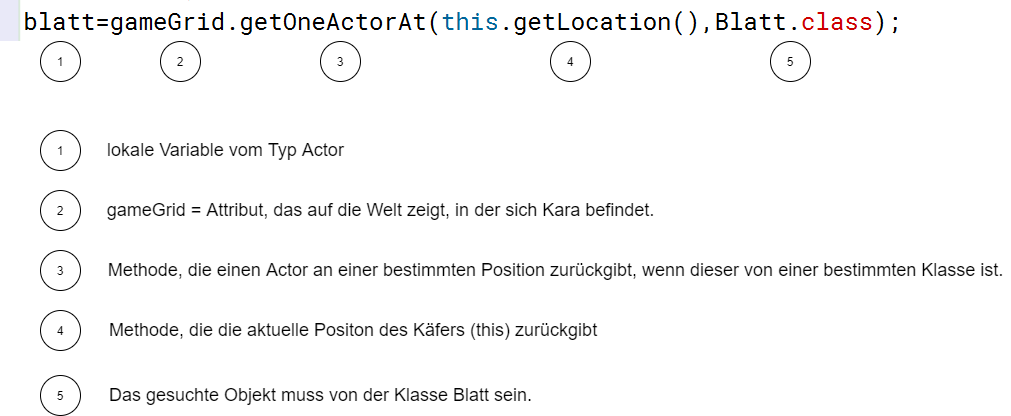 blatt=gameGrid.getOneActorAt(this.getLocation(),Blatt.class);
1 2 3 4 5
1 lokale Variable vom Typ Actor
2 gameGrid = Attribut, das auf die Welt zeigt, in der sich Kara befindet.
3 Methode, die einen Actor an einer bestimmten Position zurückgibt, wenn dieser von einer bestimmten Klasse ist.
4 Methode, die die aktuelle Positon des Käfers (this) zurückgibt
5 Das gesuchte Objekt muss von der Klasse Blatt sein.